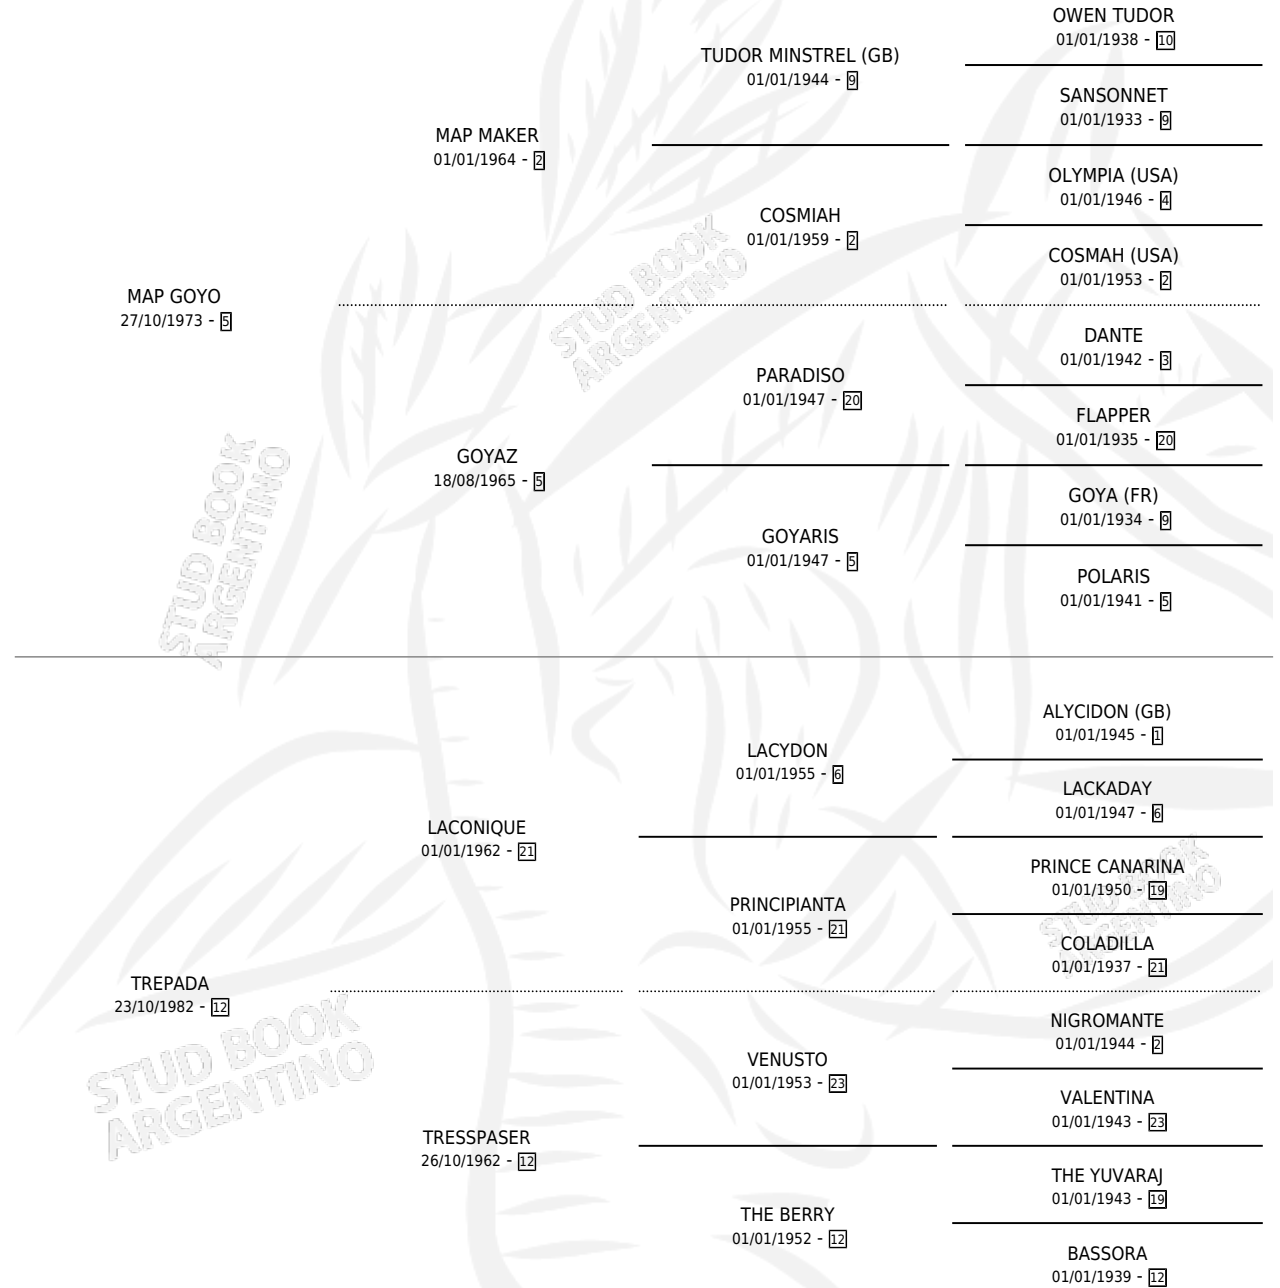 OWEN TUDOR
01/01/1938 - 10
TUDOR MINSTREL (GB)
01/01/1944 - 9
SANSONNET
01/01/1933 - 9
MAP MAKER
01/01/1964 - 2
OLYMPIA (USA)
01/01/1946 - 4
COSMIAH
01/01/1959 - 2
COSMAH (USA)
01/01/1953 - 2
MAP GOYO
27/10/1973 - 5
DANTE
01/01/1942 - 3
PARADISO
01/01/1947 - 20
FLAPPER
01/01/1935 - 20
GOYAZ
18/08/1965 - 5
GOYA (FR)
01/01/1934 - 9
GOYARIS
01/01/1947 - 5
POLARIS
01/01/1941 - 5
STUD BOOK
ARGENTINO
STUD BOOK
ARGENTINO
ALYCIDON (GB)
01/01/1945 - 1
LACYDON
01/01/1955 - 6
LACKADAY
01/01/1947 - 6
LACONIQUE
01/01/1962 - 21
PRINCE CANARINA
01/01/1950 - 19
PRINCIPIANTA
01/01/1955 - 21
COLADILLA
01/01/1937 - 21
TREPADA
23/10/1982 - 12
NIGROMANTE
01/01/1944 - 2
VENUSTO
01/01/1953 - 23
VALENTINA
01/01/1943 - 23
TRESSPASER
26/10/1962 - 12
THE YUVARAJ
01/01/1943 - 19
THE BERRY
01/01/1952 - 12
BASSORA
01/01/1939 - 12
STUD BOOK
ARGENTINO
STUD BOOK
ARGENTINO